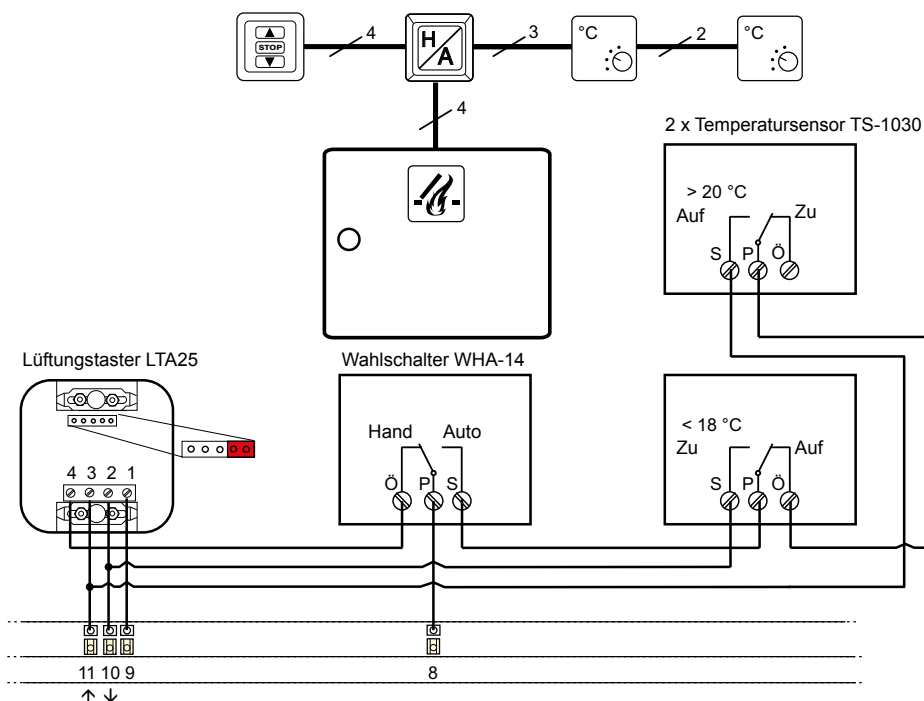 4
3
2
STOP
H/A
°C
°C
4
2 x Temperatursensor TS-1030
> 20 °C
Auf
Zu
S
P
Ö
Lüftungstaster LTA25
Wahlschalter WHA-14
Hand
Auto
< 18 °C
Zu
Auf
4 3 2 1
Ö
P
S
S
P
Ö
11 10 9
8